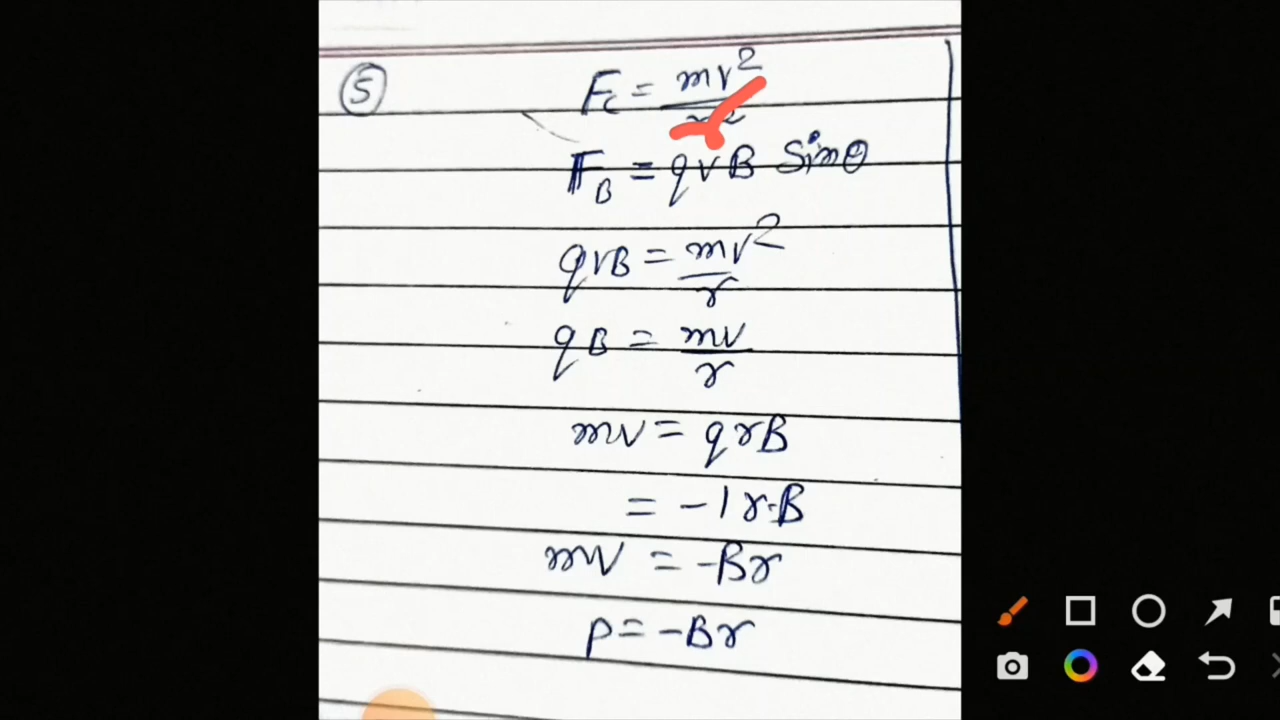 5
Fc = mv²/r
FB = qvB Sinθ
qvB = mv²/r
qB = mv/r
mv = qrB
= -1 r·B
mv = -Br
p = -Br